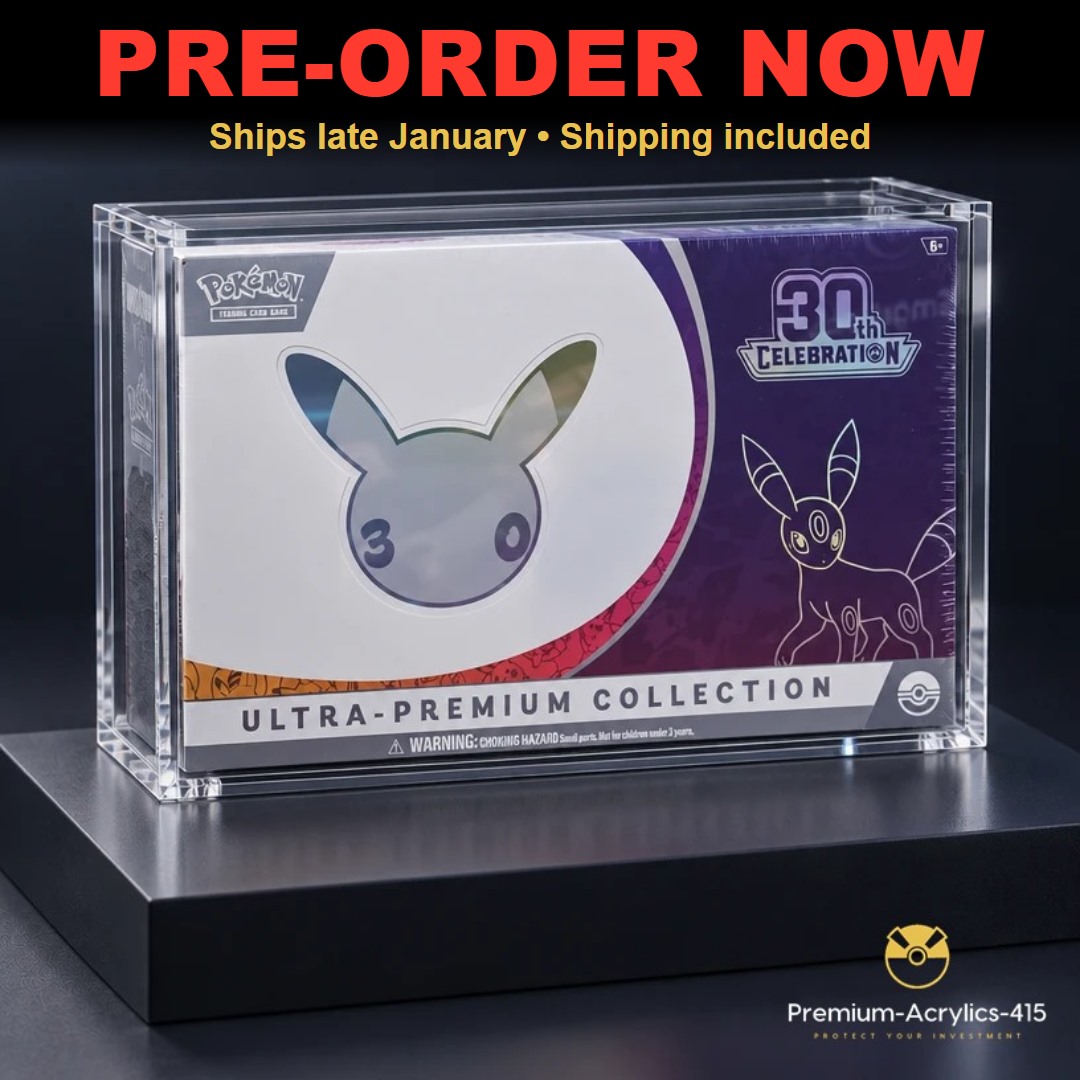 PRE-ORDER NOW
Ships late January • Shipping included
POKéMON
TRADING CARD GAME
6+
30th
CELEBRATION
3 0
ULTRA-PREMIUM COLLECTION
⚠ WARNING: CHOKING HAZARD Small parts. Not for children under 3 years.
Premium-Acrylics-415
PROTECT YOUR INVESTMENT